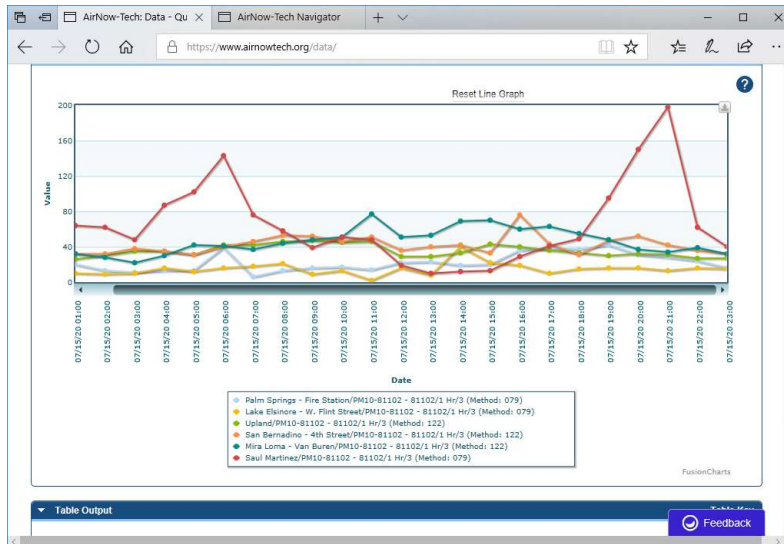 AirNow-Tech: Data - Qu
AirNow-Tech Navigator
https://www.airnowtech.org/data/
?
Reset Line Graph
200
160
120
80
40
0
Value
07/15/20 01:00
07/15/20 02:00
07/15/20 03:00
07/15/20 04:00
07/15/20 05:00
07/15/20 06:00
07/15/20 07:00
07/15/20 08:00
07/15/20 09:00
07/15/20 10:00
07/15/20 11:00
07/15/20 12:00
07/15/20 13:00
07/15/20 14:00
07/15/20 15:00
07/15/20 16:00
07/15/20 17:00
07/15/20 18:00
07/15/20 19:00
07/15/20 20:00
07/15/20 21:00
07/15/20 22:00
07/15/20 23:00
Date
Palm Springs - Fire Station/PM10-81102 - 81102/1 Hr/3 (Method: 079)
Lake Elsinore - W. Flint Street/PM10-81102 - 81102/1 Hr/3 (Method: 079)
Upland/PM10-81102 - 81102/1 Hr/3 (Method: 122)
San Bernadino - 4th Street/PM10-81102 - 81102/1 Hr/3 (Method: 122)
Mira Loma - Van Buren/PM10-81102 - 81102/1 Hr/3 (Method: 122)
Saul Martinez/PM10-81102 - 81102/1 Hr/3 (Method: 079)
FusionCharts
Table Output
Feedback